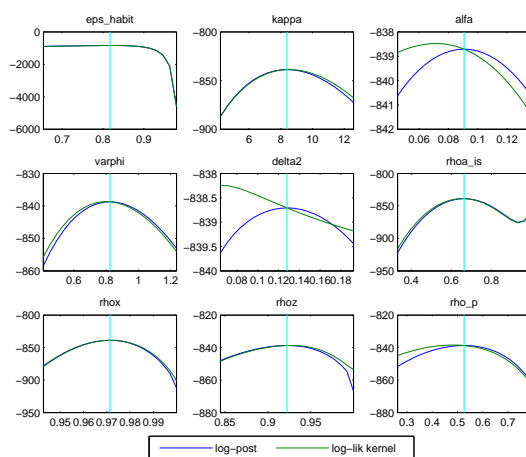 eps_habit
kappa
alfa
0
−2000
−4000
−6000
0.7 0.8 0.9
−850
−900
6 8 10 12
−838
−839
−840
−841
−842
0.06 0.08 0.1 0.12
varphi
delta2
rhoa_is
−830
−840
−850
−860
0.6 0.8 1 1.2
−838
−838.5
−839
−839.5
−840
0.08 0.1 0.12 0.14 0.16 0.18
−800
−850
−900
−950
0.4 0.6 0.8
rhox
rhoz
rho_p
−800
−850
−900
−950
0.95 0.96 0.97 0.98 0.99
−820
−840
−860
−880
0.85 0.9 0.95
−820
−840
−860
−880
0.3 0.4 0.5 0.6 0.7
log−post
log−lik kernel